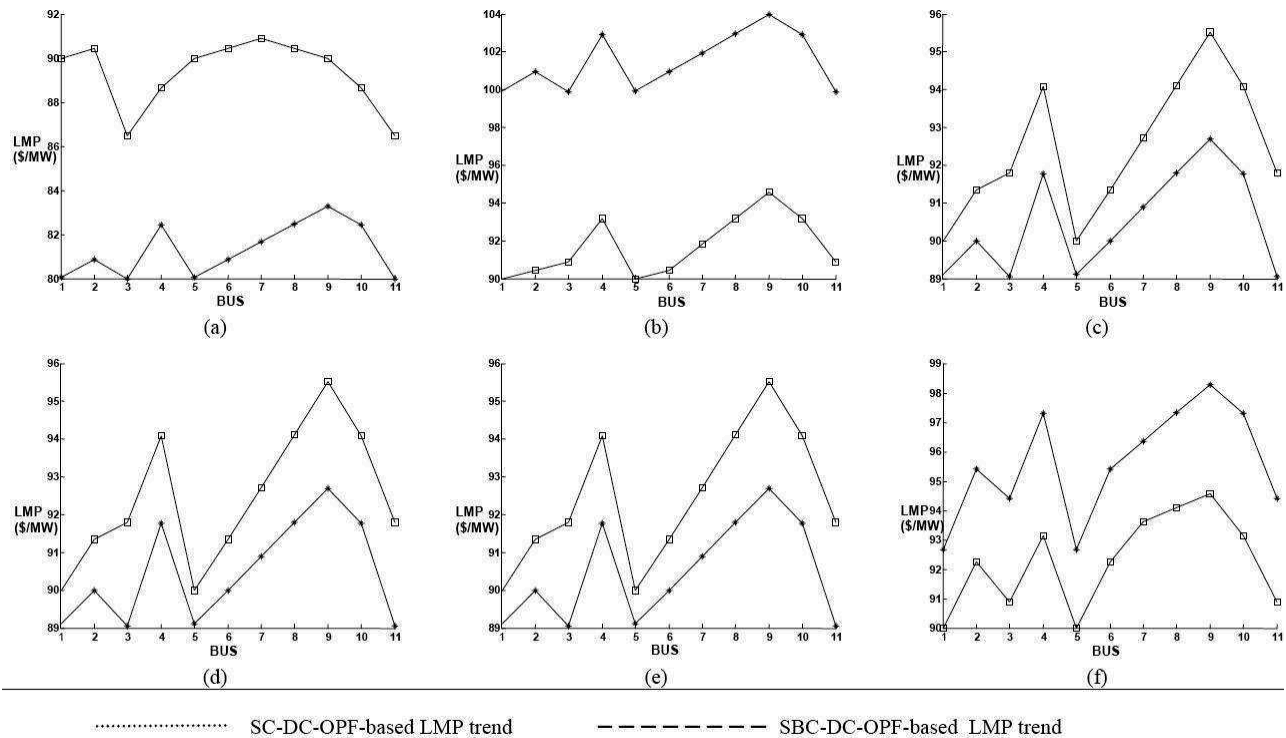 92
90
88
86
84
82
80
LMP
($/MW)
1 2 3 4 5 6 7 8 9 10 11
BUS
(a)
104
102
100
98
96
94
92
90
LMP
($/MW)
1 2 3 4 5 6 7 8 9 10 11
BUS
(b)
96
95
94
93
92
91
90
89
LMP
($/MW)
1 2 3 4 5 6 7 8 9 10 11
BUS
(c)
96
95
94
93
92
91
90
89
LMP
($/MW)
1 2 3 4 5 6 7 8 9 10 11
BUS
(d)
96
95
94
93
92
91
90
89
LMP
($/MW)
1 2 3 4 5 6 7 8 9 10 11
BUS
(e)
99
98
97
96
95
94
93
92
91
90
LMP
($/MW)
1 2 3 4 5 6 7 8 9 10 11
BUS
(f)
SC-DC-OPF-based LMP trend
SBC-DC-OPF-based LMP trend